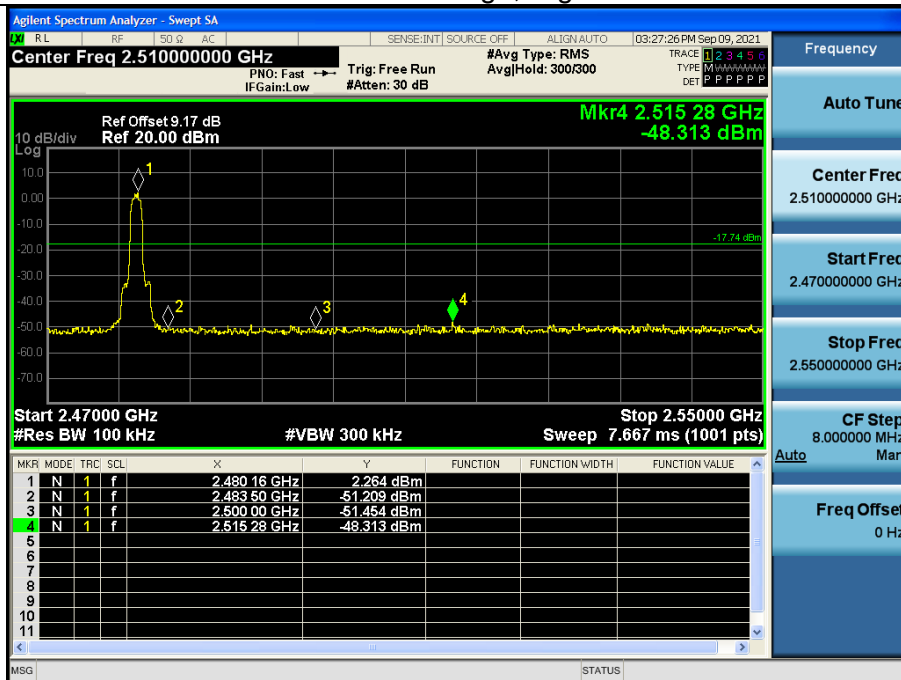 Agilent Spectrum Analyzer - Swept SA
LXI RL RF 50 Ω AC SENSE:INT SOURCE OFF ALIGN AUTO 03:27:26 PM Sep 09, 2021
Center Freq 2.510000000 GHz #Avg Type: RMS TRACE 1 2 3 4 5 6
PNO: Fast Trig: Free Run Avg|Hold: 300/300 TYPE M WWWWW
IFGain:Low #Atten: 30 dB DET P P P P P P
Mkr4 2.515 28 GHz
-48.313 dBm
Ref Offset 9.17 dB
10 dB/div Ref 20.00 dBm
Log
10.0
0.00
-10.0
-20.0
-30.0
-40.0
-50.0
-60.0
-70.0
1
2
3
4
-17.74 dBm
Start 2.47000 GHz Stop 2.55000 GHz
#Res BW 100 kHz #VBW 300 kHz Sweep 7.667 ms (1001 pts)
MKR MODE TRC SCL X Y FUNCTION FUNCTION WIDTH FUNCTION VALUE
1 N 1 f 2.480 16 GHz 2.264 dBm
2 N 1 f 2.483 50 GHz -51.209 dBm
3 N 1 f 2.500 00 GHz -51.454 dBm
4 N 1 f 2.515 28 GHz -48.313 dBm
5
6
7
8
9
10
11
MSG STATUS
Frequency
Auto Tune
Center Freq
2.510000000 GHz
Start Freq
2.470000000 GHz
Stop Freq
2.550000000 GHz
CF Step
8.000000 MHz
Auto Man
Freq Offset
0 Hz